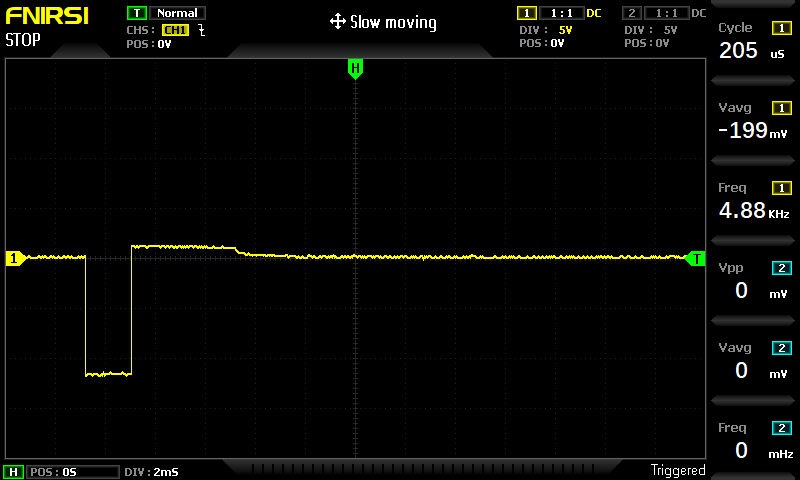 FNIRSI
STOP
T Normal
CHS: CH1
POS: 0V
Slow moving
1 1:1 DC
DIV: 5V
POS: 0V
2 1:1 DC
DIV: 5V
POS: 0V
H
1
T
Cycle 1
205 uS
Vavg 1
-199 mV
Freq 1
4.88 KHz
Vpp 2
0 mV
Vavg 2
0 mV
Freq 2
0 mHz
H POS: 0S DIV: 2mS
Triggered